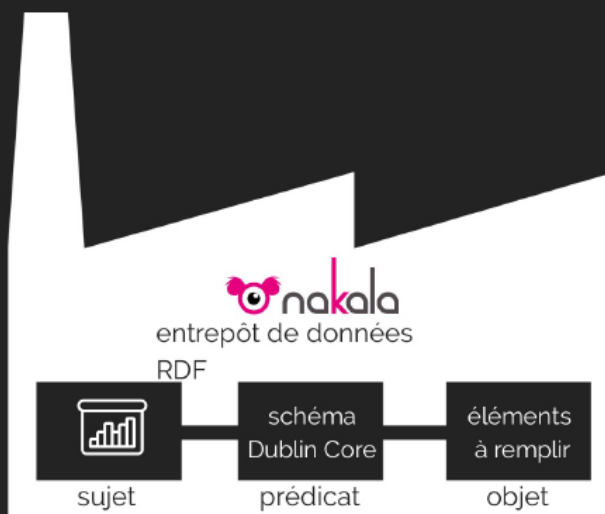 nakala
entrepôt de données
RDF
schéma
Dublin Core
éléments
à remplir
sujet
prédicat
objet